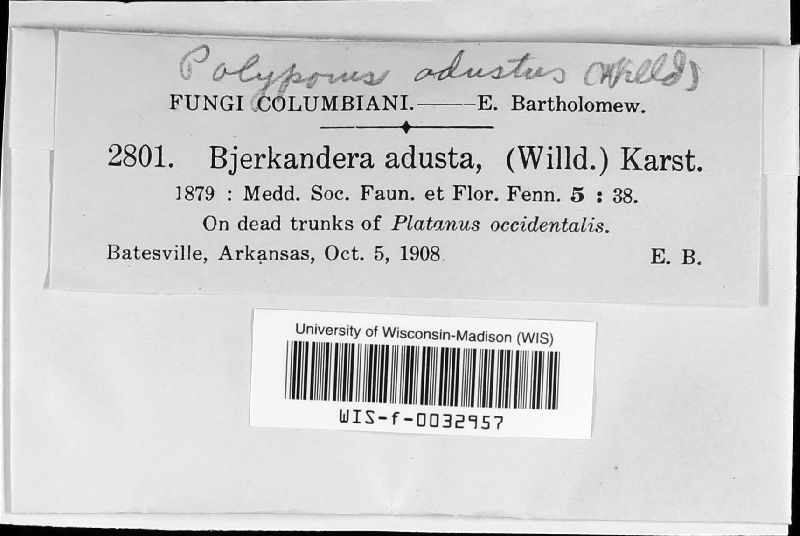 Polyporus adustus (Willd)
FUNGI COLUMBIANI.——E. Bartholomew.
2801. Bjerkandera adusta, (Willd.) Karst.
1879 : Medd. Soc. Faun. et Flor. Fenn. 5 : 38.
On dead trunks of Platanus occidentalis.
Batesville, Arkansas, Oct. 5, 1908. E. B.
University of Wisconsin-Madison (WIS)
WIS-f-0032957